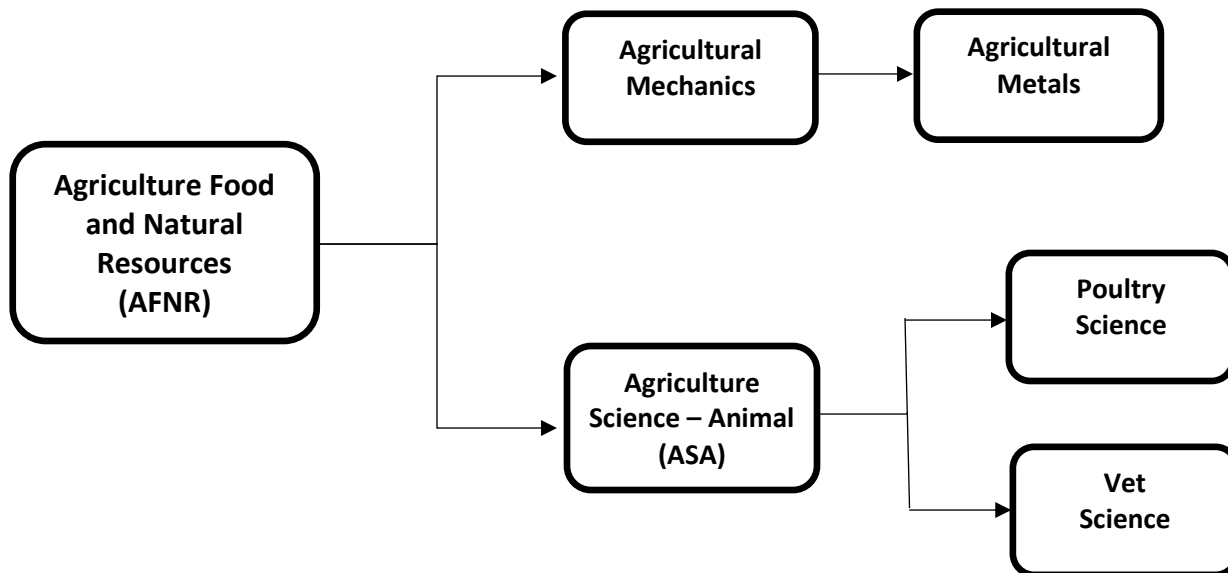 Agriculture Food
and Natural
Resources
(AFNR)
Agricultural
Mechanics
Agricultural
Metals
Agriculture
Science – Animal
(ASA)
Poultry
Science
Vet
Science